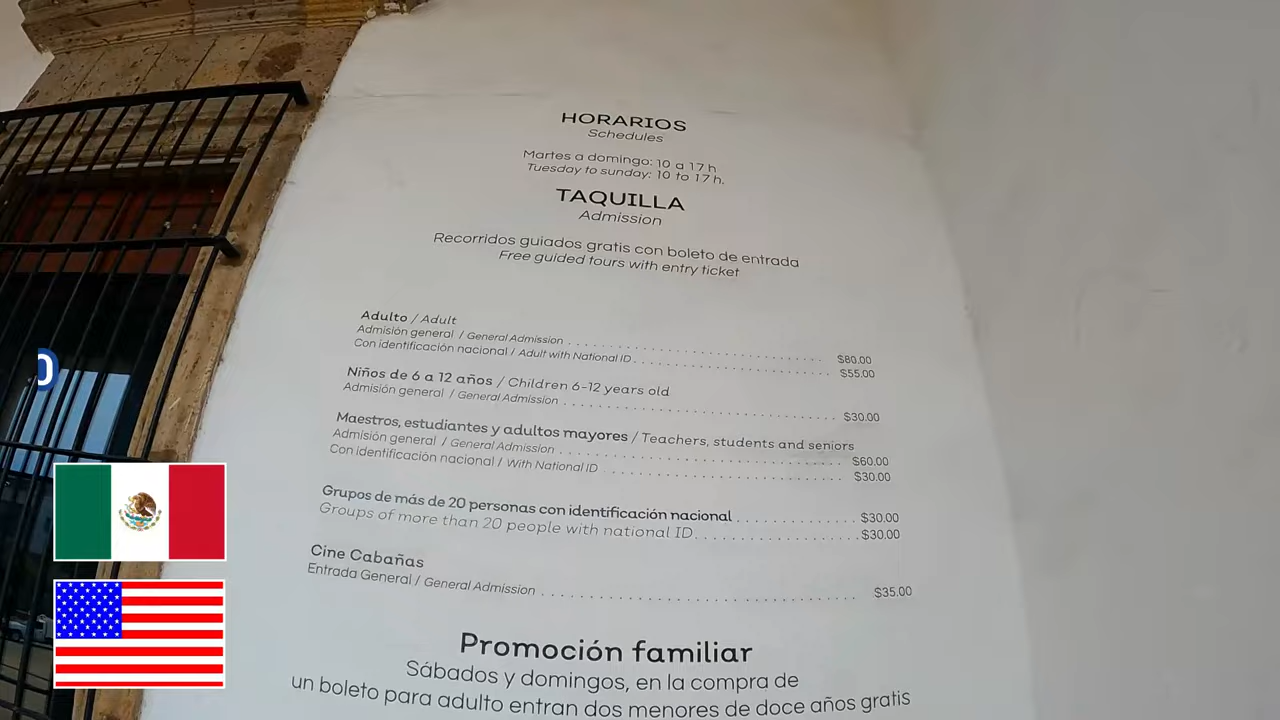 HORARIOS
Schedules
Martes a domingo: 10 a 17 h
Tuesday to sunday: 10 to 17 h.
TAQUILLA
Admission
Recorridos guiados gratis con boleto de entrada
Free guided tours with entry ticket
Adulto / Adult
Admisión general / General Admission $80.00
Con identificación nacional / Adult with National ID $55.00
Niños de 6 a 12 años / Children 6-12 years old
Admisión general / General Admission $30.00
Maestros, estudiantes y adultos mayores / Teachers, students and seniors
Admisión general / General Admission $60.00
Con identificación nacional / With National ID $30.00
Grupos de más de 20 personas con identificación nacional $30.00
Groups of more than 20 people with national ID $30.00
Cine Cabañas
Entrada General / General Admission $35.00
Promoción familiar
Sábados y domingos, en la compra de
un boleto para adulto entran dos menores de doce años gratis